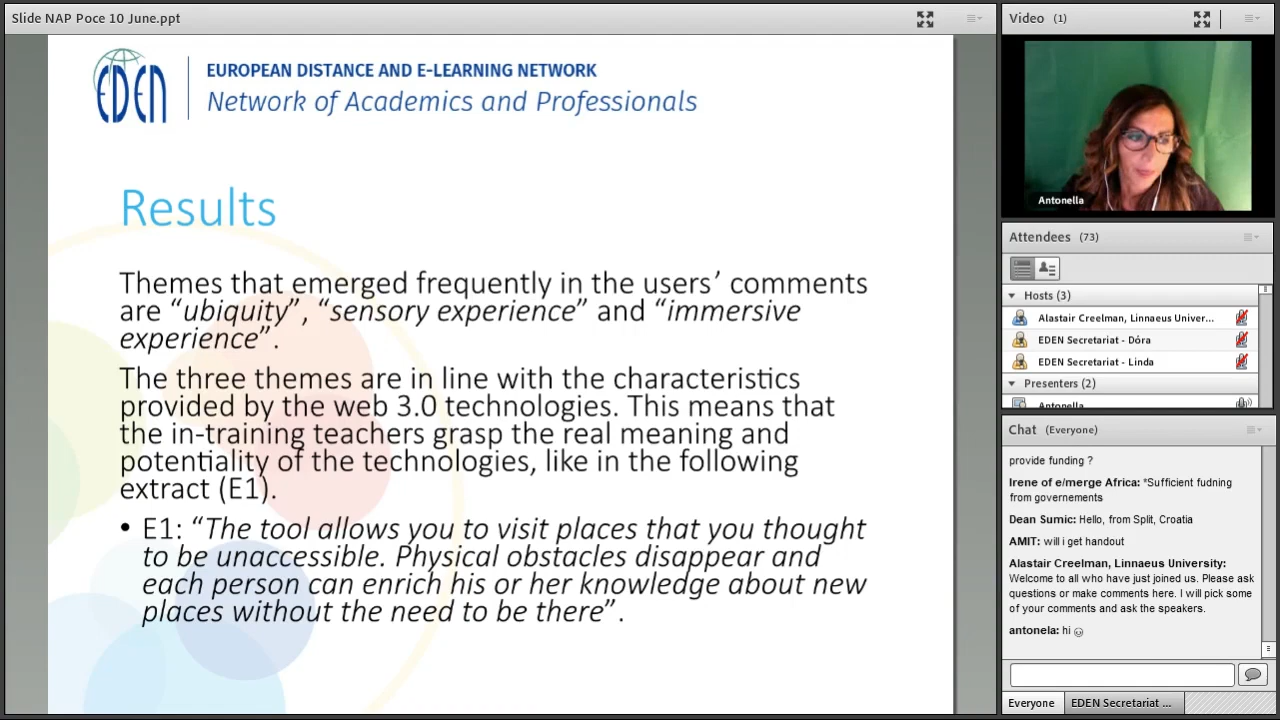 Slide NAP Poce 10 June.ppt
EDEN
EUROPEAN DISTANCE AND E-LEARNING NETWORK
Network of Academics and Professionals
Results
Themes that emerged frequently in the users’ comments
are “ubiquity”, “sensory experience” and “immersive
experience”.
The three themes are in line with the characteristics
provided by the web 3.0 technologies. This means that
the in-training teachers grasp the real meaning and
potentiality of the technologies, like in the following
extract (E1).
• E1: “The tool allows you to visit places that you thought
to be unaccessible. Physical obstacles disappear and
each person can enrich his or her knowledge about new
places without the need to be there”.
Video (1)
Antonella
Attendees (73)
Hosts (3)
Alastair Creelman, Linnaeus Univer...
EDEN Secretariat - Dóra
EDEN Secretariat - Linda
Presenters (2)
Antonella
Chat (Everyone)
provide funding ?
Irene of e/merge Africa: *Sufficient fudning
from governements
Dean Sumic: Hello, from Split, Croatia
AMIT: will i get handout
Alastair Creelman, Linnaeus University:
Welcome to all who have just joined us. Please ask
questions or make comments here. I will pick some
of your comments and ask the speakers.
antonela: hi
Everyone
EDEN Secretariat ...